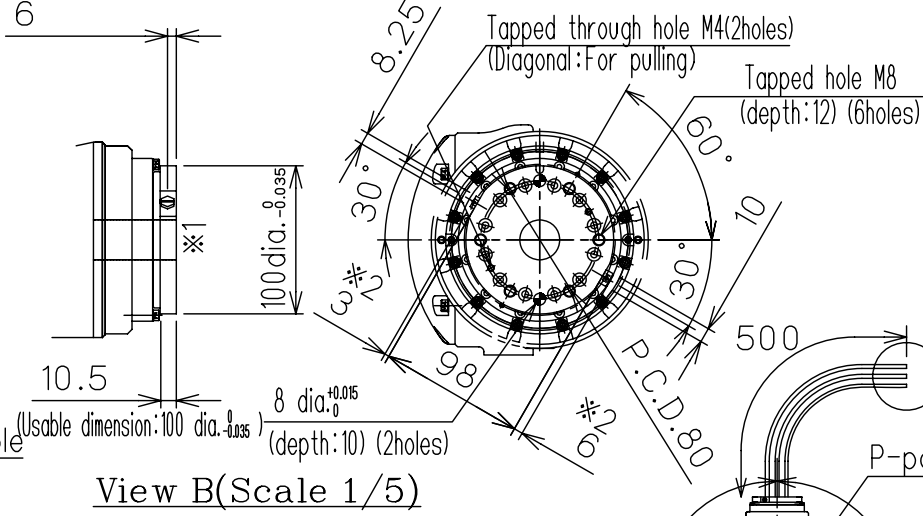 6
8.25
Tapped through hole M4(2holes)
(Diagonal:For pulling)
Tapped hole M8
(depth:12) (6holes)
60°
30°
100dia. -0.035 0
※1
10
30°
3 ※2
98
P.C.D.80
500
10.5
(Usable dimension:100 dia. 0 -0.035 )
8 dia. +0.015 0
(depth:10) (2holes)
※2
6
View B(Scale 1/5)